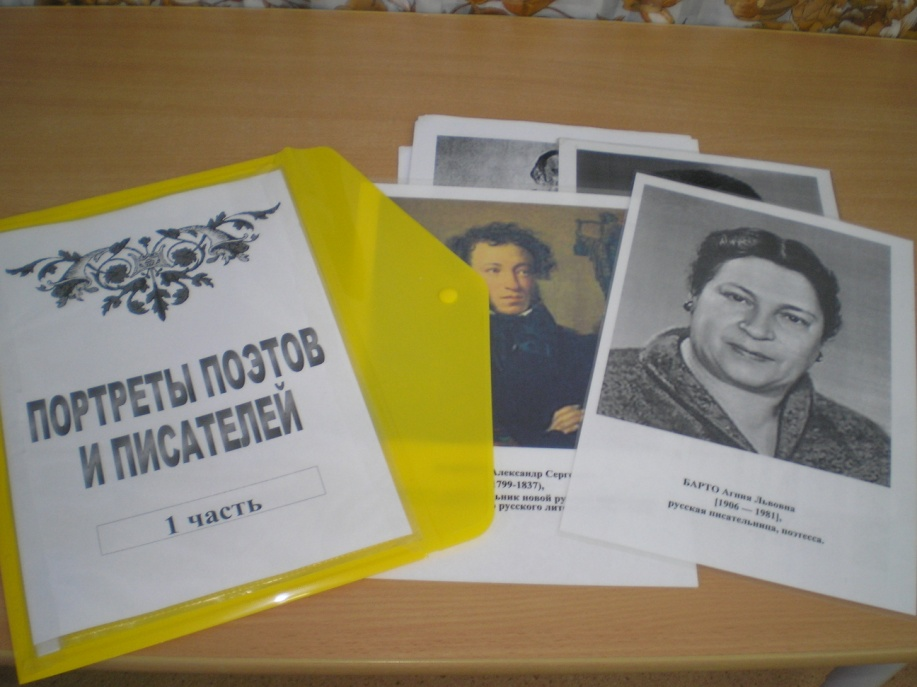 ПОРТРЕТЫ ПОЭТОВ
И ПИСАТЕЛЕЙ
1 часть
Александр Серг
1799-1837),
ник новой ру
русского лит
БАРТО Агния Львовна
[1906 — 1981],
русская писательница, поэтесса.